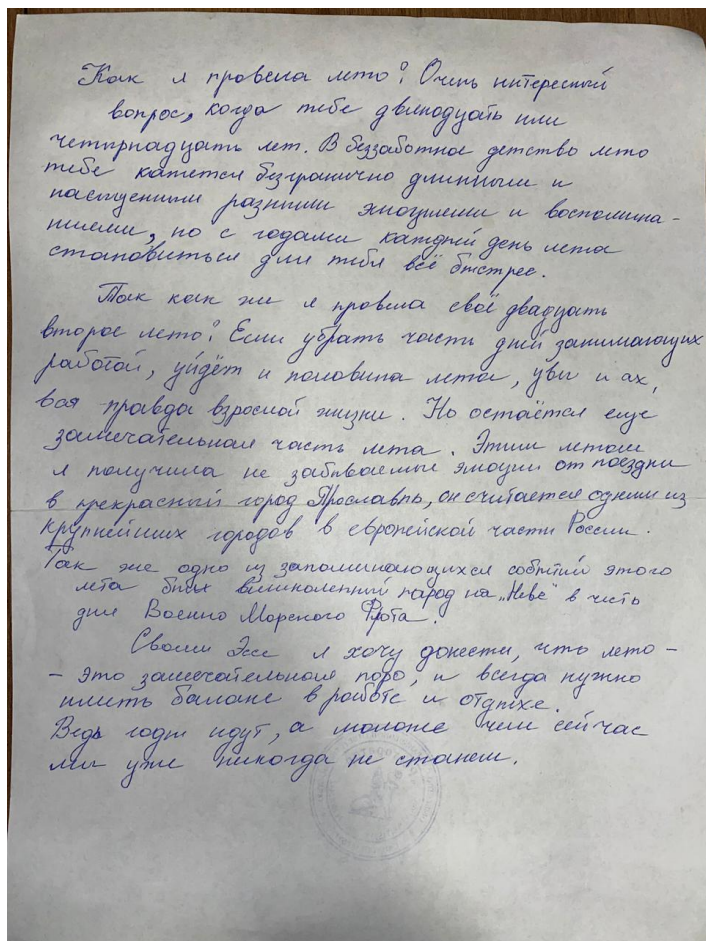 Как я провела лето? Очень интересный
вопрос, когда тебе двенадцать или
четырнадцать лет. В беззаботное детство лето
тебе кажется безгранично длинным и
насыщенным разными эмоциями и воспомина-
ниями, но с годами каждый день лета
становиться для тебя всё быстрее.
Так как же я провела своё двадцать
второе лето? Если убрать часть дней занимающих
работой, уйдёт и половина лета, увы и ах,
вся правда взрослой жизни. Но остаётся еще
замечательная часть лета. Этим летом
я получила не забываемые эмоции от поездки
в прекрасный город Ярославль, он считается одним из
крупнейших городов в европейской части России.
Так же одно из запоминающихся событий этого
лета был великолепный парад на „Неве" в честь
дня Военно Морского Флота.
Своим Эссе я хочу донести, что лето -
- это замечательная пора, и всегда нужно
иметь баланс в работе и отдыхе.
Ведь годы идут, а моложе чем сейчас
мы уже никогда не станем.